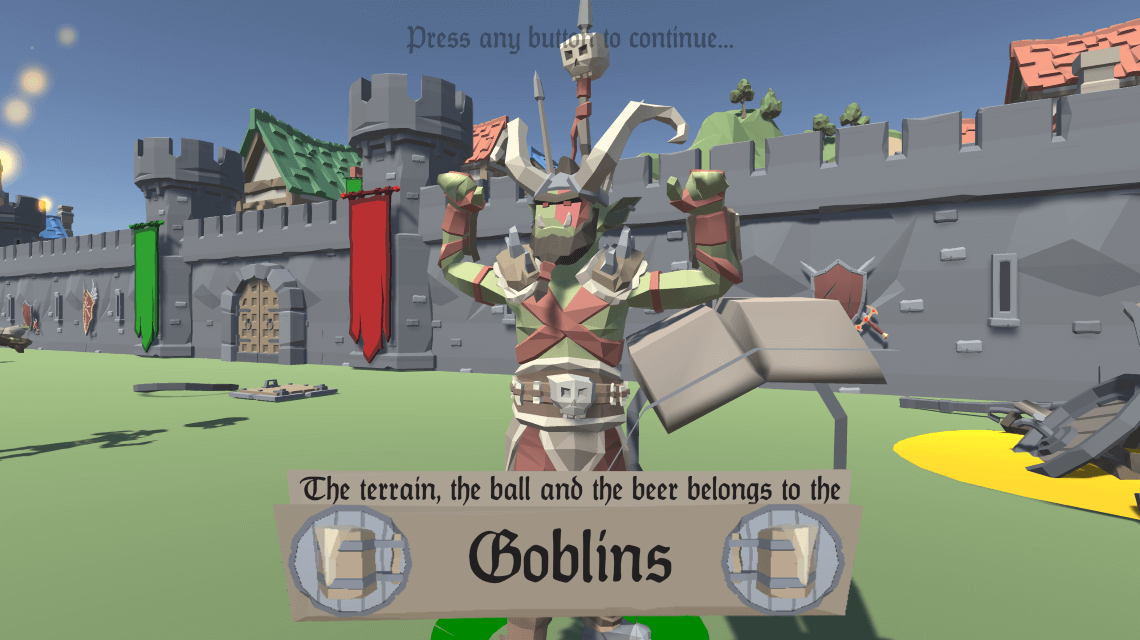 Press any button to continue...
The terrain, the ball and the beer belongs to the
Goblins